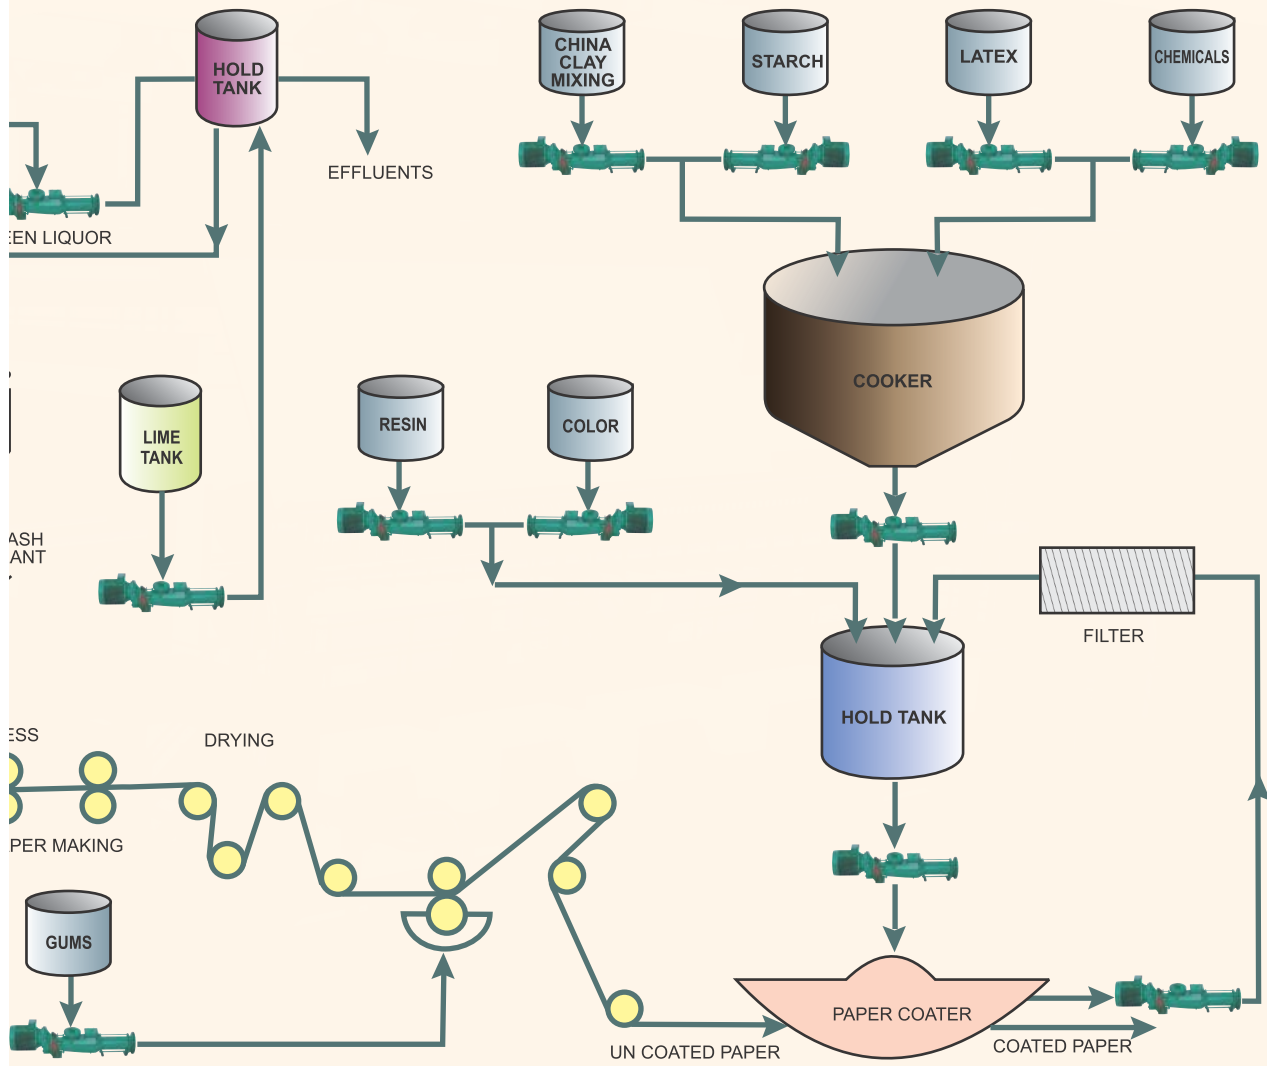 HOLD
TANK
CHINA
CLAY
MIXING
STARCH
LATEX
CHEMICALS
EFFLUENTS
EEN LIQUOR
COOKER
RESIN
COLOR
LIME
TANK
ASH
ANT
FILTER
HOLD TANK
ESS
DRYING
PER MAKING
GUMS
PAPER COATER
UN COATED PAPER
COATED PAPER